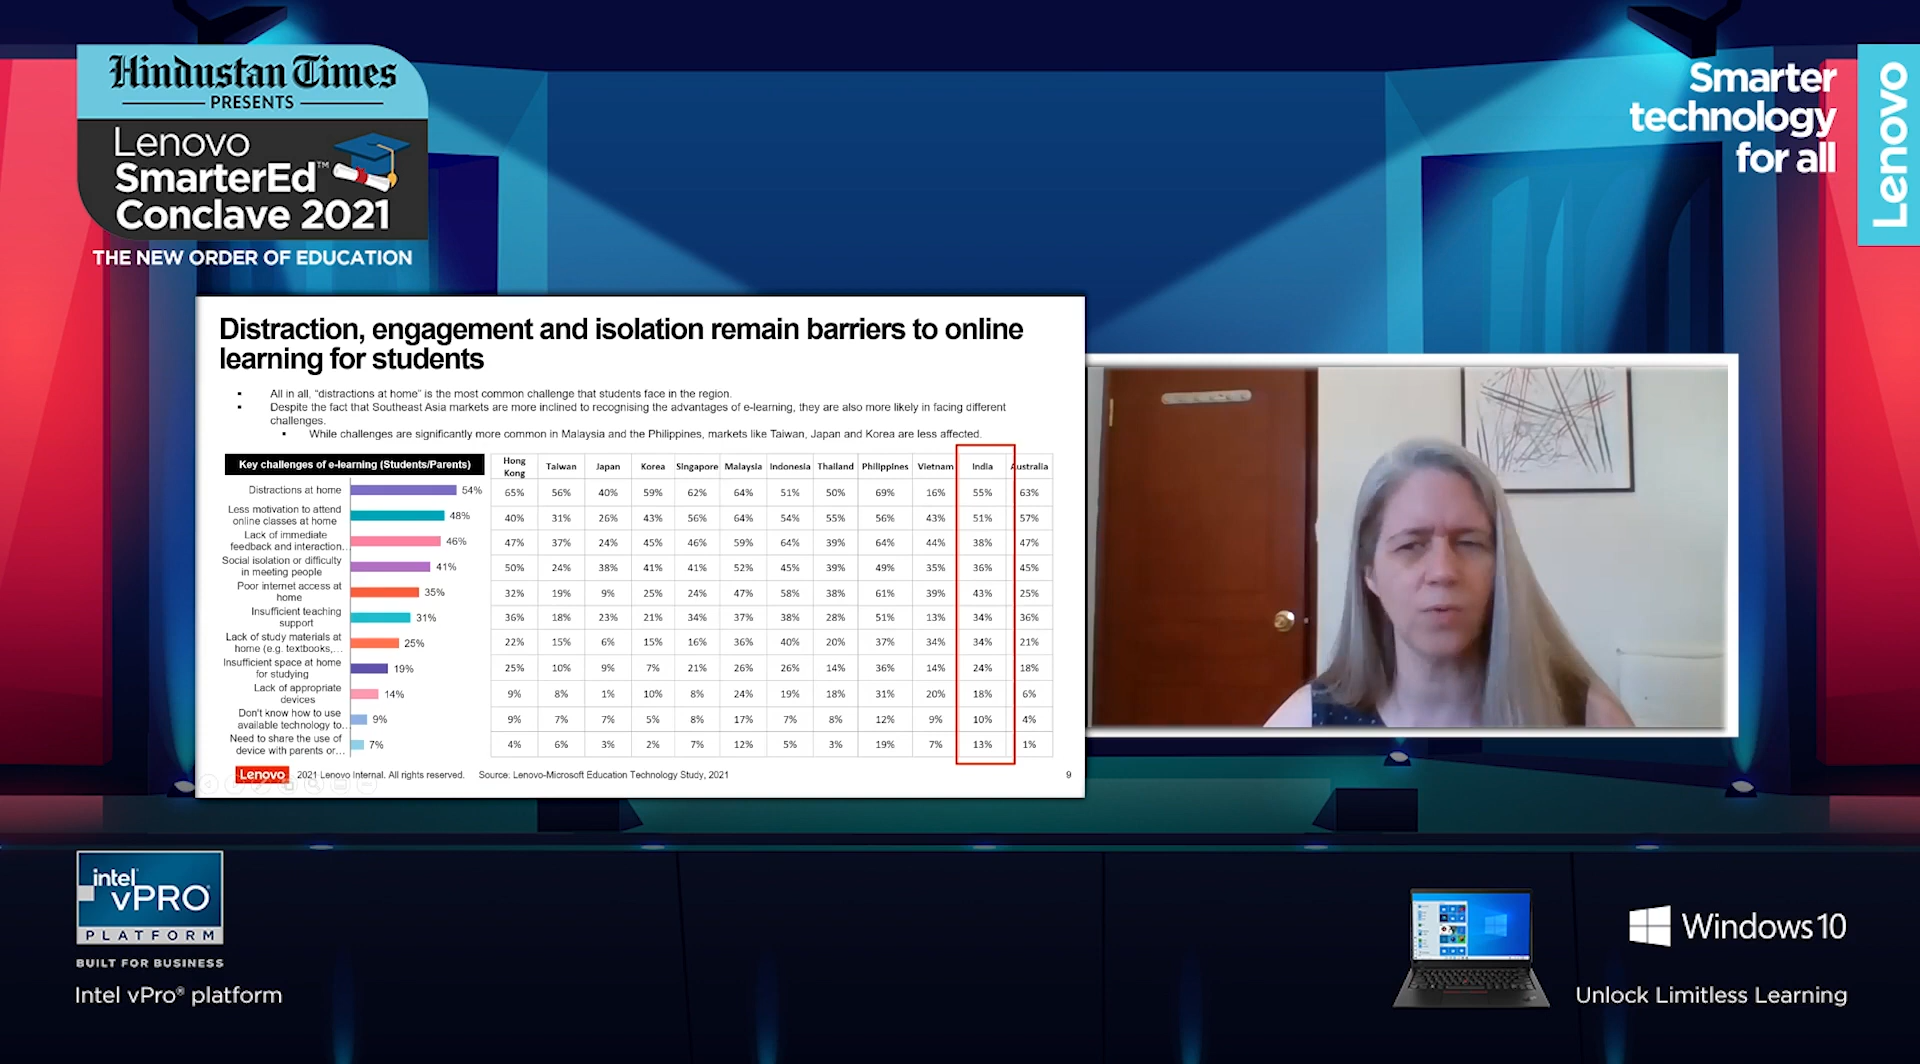 Hindustan Times
PRESENTS
Lenovo
SmarterEd™
Conclave 2021
THE NEW ORDER OF EDUCATION
Smarter
technology
for all
Lenovo
Distraction, engagement and isolation remain barriers to online
learning for students
▪ All in all, "distractions at home" is the most common challenge that students face in the region.
▪ Despite the fact that Southeast Asia markets are more inclined to recognising the advantages of e-learning, they are also more likely in facing different
challenges.
▪ While challenges are significantly more common in Malaysia and the Philippines, markets like Taiwan, Japan and Korea are less affected.
Key challenges of e-learning (Students/Parents) Hong Kong Taiwan Japan Korea Singapore Malaysia Indonesia Thailand Philippines Vietnam India Australia
Distractions at home 54% 65% 56% 40% 59% 62% 64% 51% 50% 69% 16% 55% 63%
Less motivation to attend
online classes at home 48% 40% 31% 26% 43% 56% 64% 54% 55% 56% 43% 51% 57%
Lack of immediate
feedback and interaction... 46% 47% 37% 24% 45% 46% 59% 64% 39% 64% 44% 38% 47%
Social isolation or difficulty
in meeting people 41% 50% 24% 38% 41% 41% 52% 45% 39% 49% 35% 36% 45%
Poor internet access at
home 35% 32% 19% 9% 25% 24% 47% 58% 38% 61% 39% 43% 25%
Insufficient teaching
support 31% 36% 18% 23% 21% 34% 37% 38% 28% 51% 13% 34% 36%
Lack of study materials at
home (e.g. textbooks,... 25% 22% 15% 6% 15% 16% 36% 40% 20% 37% 34% 34% 21%
Insufficient space at home
for studying 19% 25% 10% 9% 7% 21% 26% 26% 14% 36% 14% 24% 18%
Lack of appropriate
devices 14% 9% 8% 1% 10% 8% 24% 19% 18% 31% 20% 18% 6%
Don't know how to use
available technology to... 9% 9% 7% 7% 5% 8% 17% 7% 8% 12% 9% 10% 4%
Need to share the use of
device with parents or... 7% 4% 6% 3% 2% 7% 12% 5% 3% 19% 7% 13% 1%
Lenovo 2021 Lenovo Internal. All rights reserved. Source: Lenovo-Microsoft Education Technology Study, 2021 9
intel
vPRO
PLATFORM
BUILT FOR BUSINESS
Intel vPro® platform
Windows 10
Unlock Limitless Learning